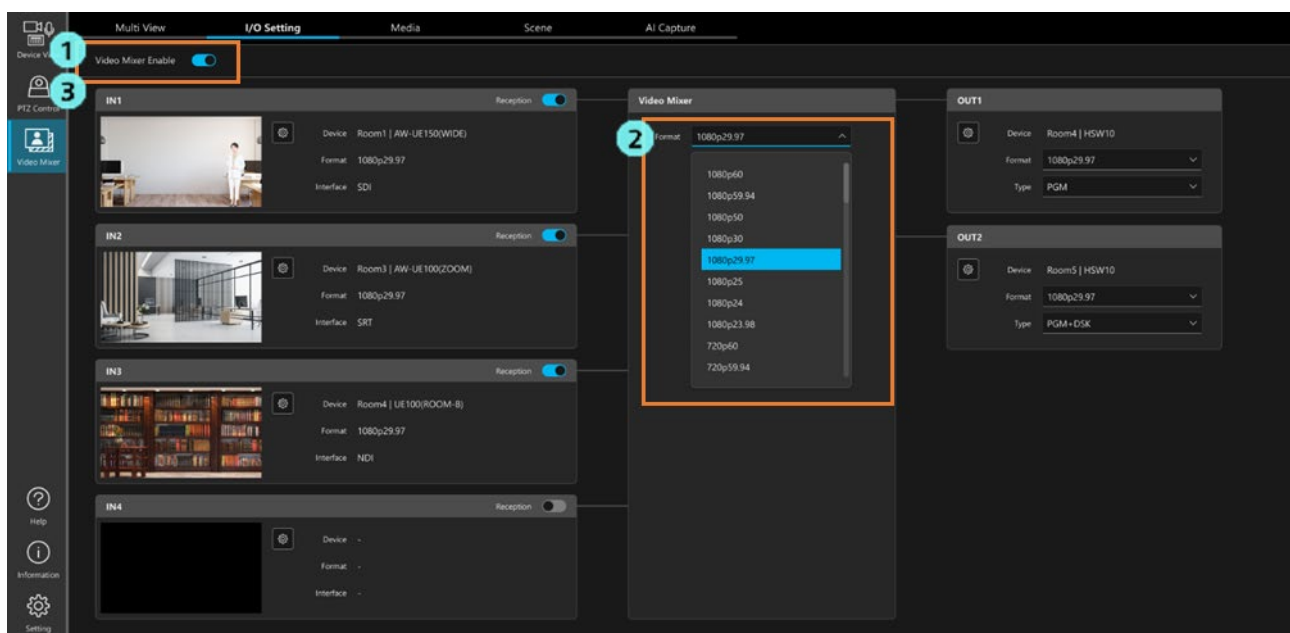 Multi View
I/O Setting
Media
Scene
AI Capture
1
Video Mixer Enable
3
PTZ Control
Video Mixer
Help
Information
Setting
IN1
Reception
Device Room1 | AW-UE150(WIDE)
Format 1080p29.97
Interface SDI
IN2
Reception
Device Room3 | AW-UE100(ZOOM)
Format 1080p29.97
Interface SRT
IN3
Reception
Device Room4 | UE100(ROOM-B)
Format 1080p29.97
Interface NDI
IN4
Reception
Device -
Format -
Interface -
Video Mixer
2
Format 1080p29.97
1080p60
1080p59.94
1080p50
1080p30
1080p29.97
1080p25
1080p24
1080p23.98
720p60
720p59.94
OUT1
Device Room4 | HSW10
Format 1080p29.97
Type PGM
OUT2
Device Room5 | HSW10
Format 1080p29.97
Type PGM+DSK